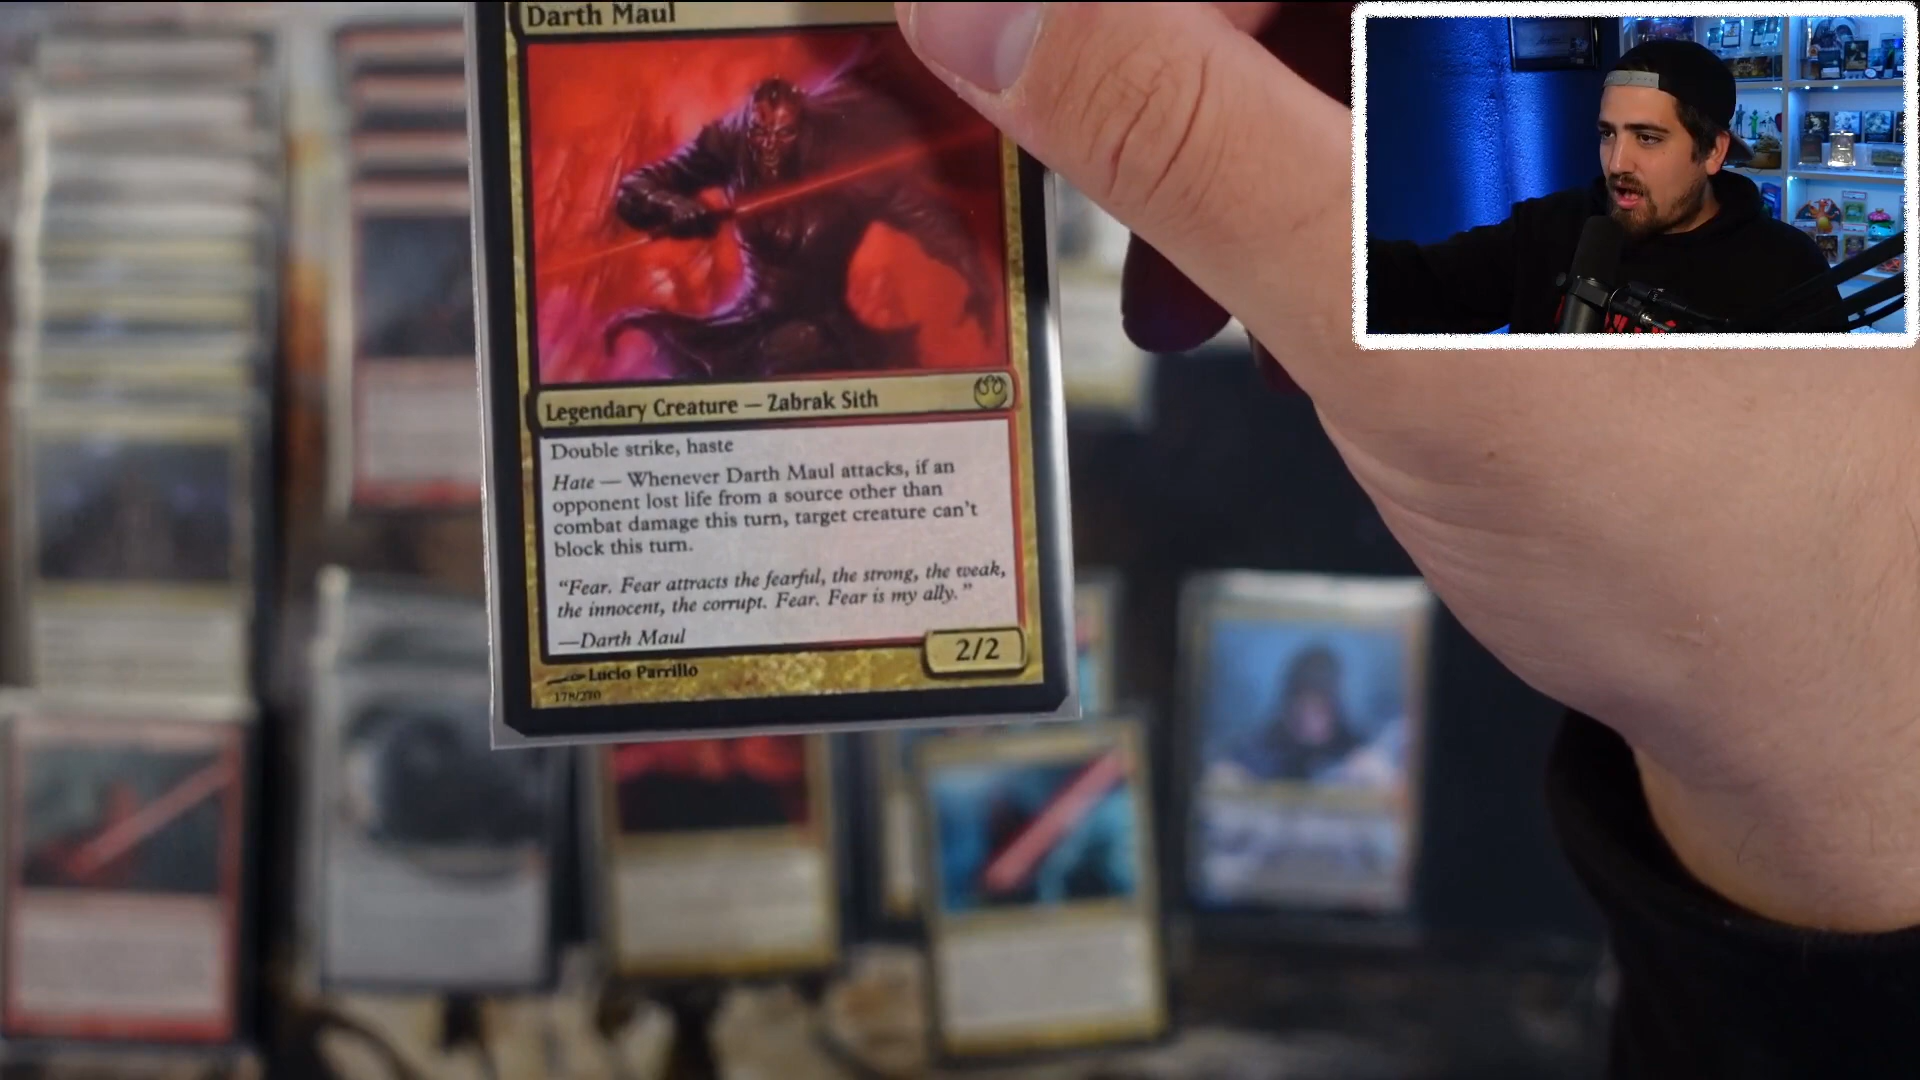 Darth Maul
Legendary Creature — Zabrak Sith
Double strike, haste
Hate — Whenever Darth Maul attacks, if an
opponent lost life from a source other than
combat damage this turn, target creature can't
block this turn.
"Fear. Fear attracts the fearful, the strong, the weak,
the innocent, the corrupt. Fear. Fear is my ally."
—Darth Maul
2/2
Lucio Parrillo
178/270